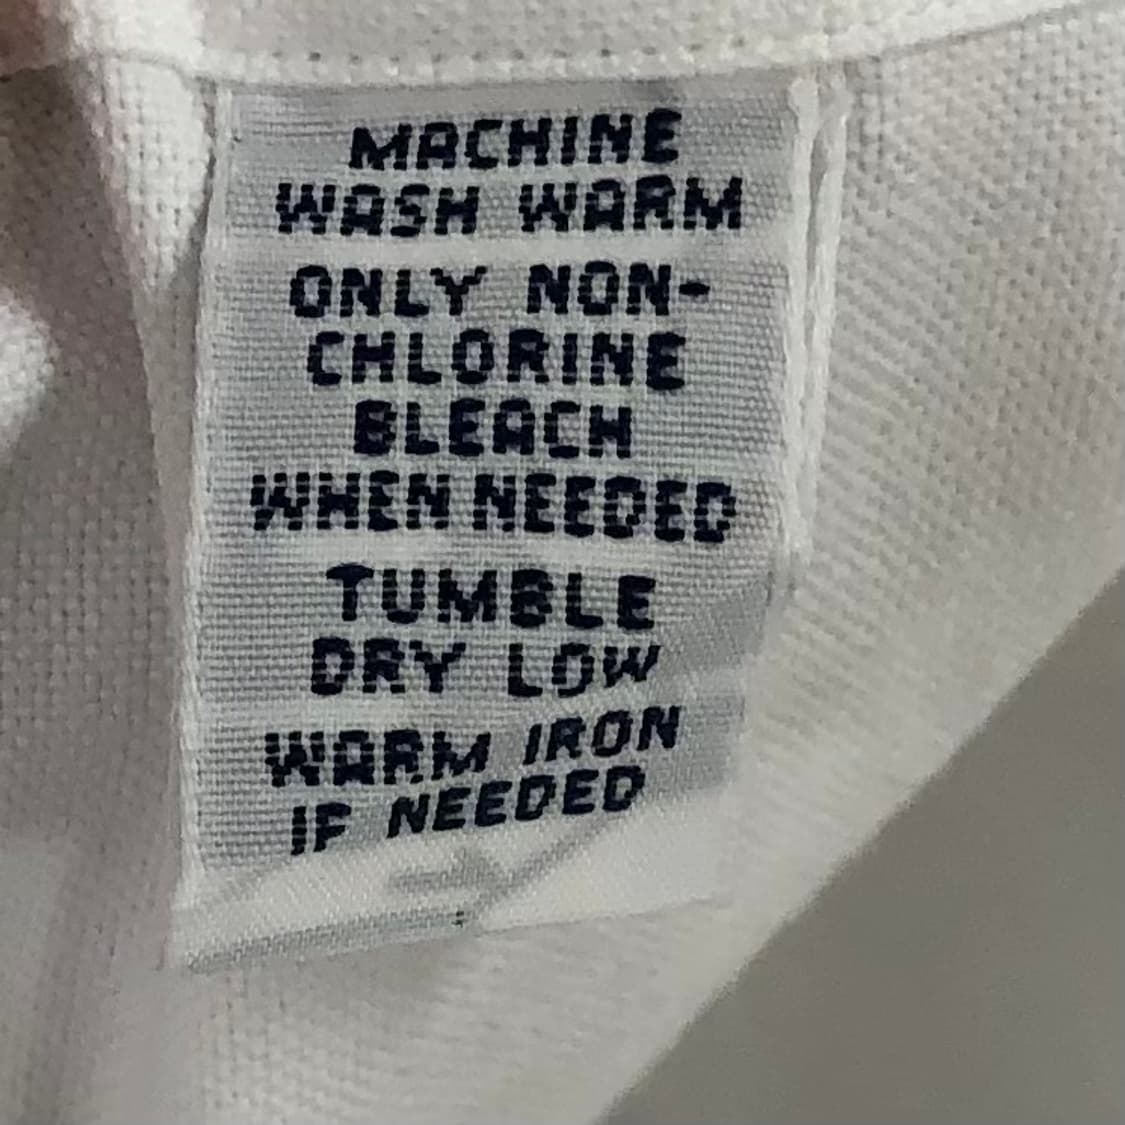 MACHINE
WASH WARM
ONLY NON-
CHLORINE
BLEACH
WHEN NEEDED
TUMBLE
DRY LOW
WARM IRON
IF NEEDED